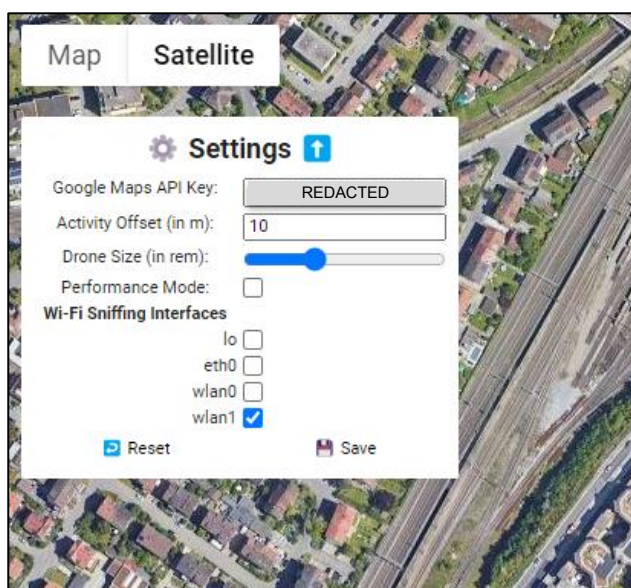 Map Satellite
Settings
Google Maps API Key: REDACTED
Activity Offset (in m): 10
Drone Size (in rem):
Performance Mode:
Wi-Fi Sniffing Interfaces
lo
eth0
wlan0
wlan1
Reset Save